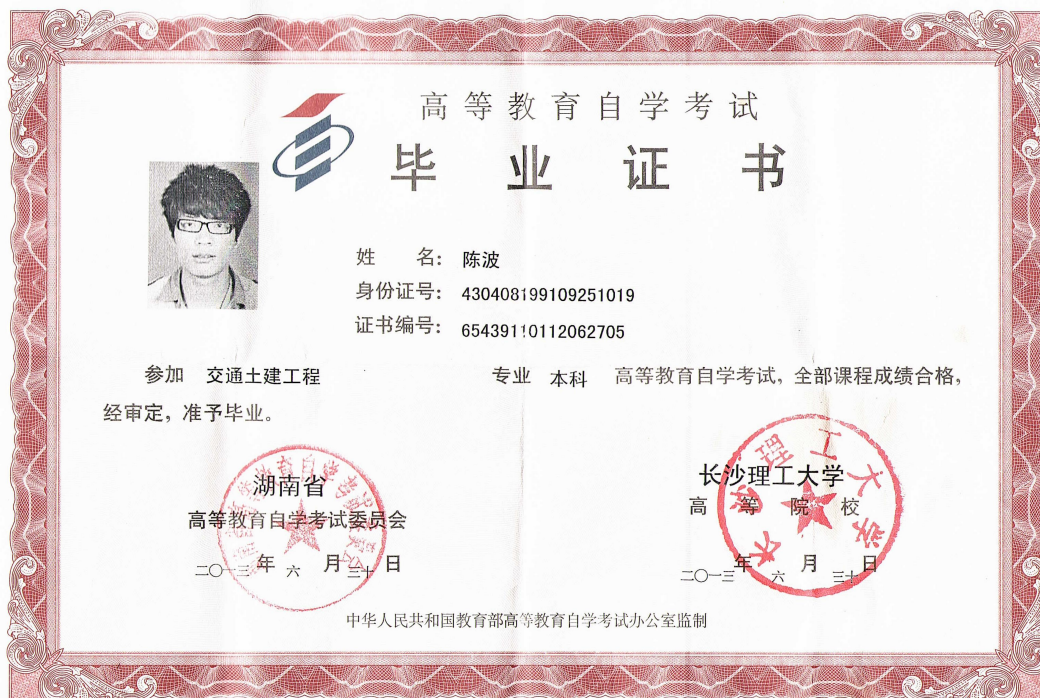 高等教育自学考试
毕业证书
姓 名： 陈波
身份证号： 430408199109251019
证书编号： 65439110112062705
参加 交通土建工程 专业 本科 高等教育自学考试，全部课程成绩合格，
经审定，准予毕业。
湖南省
高等教育自学考试委员会
二〇一三年六月三十日
长沙理工大学
高等院校
二〇一三年六月三十日
长沙理工大学
中华人民共和国教育部高等教育自学考试办公室监制